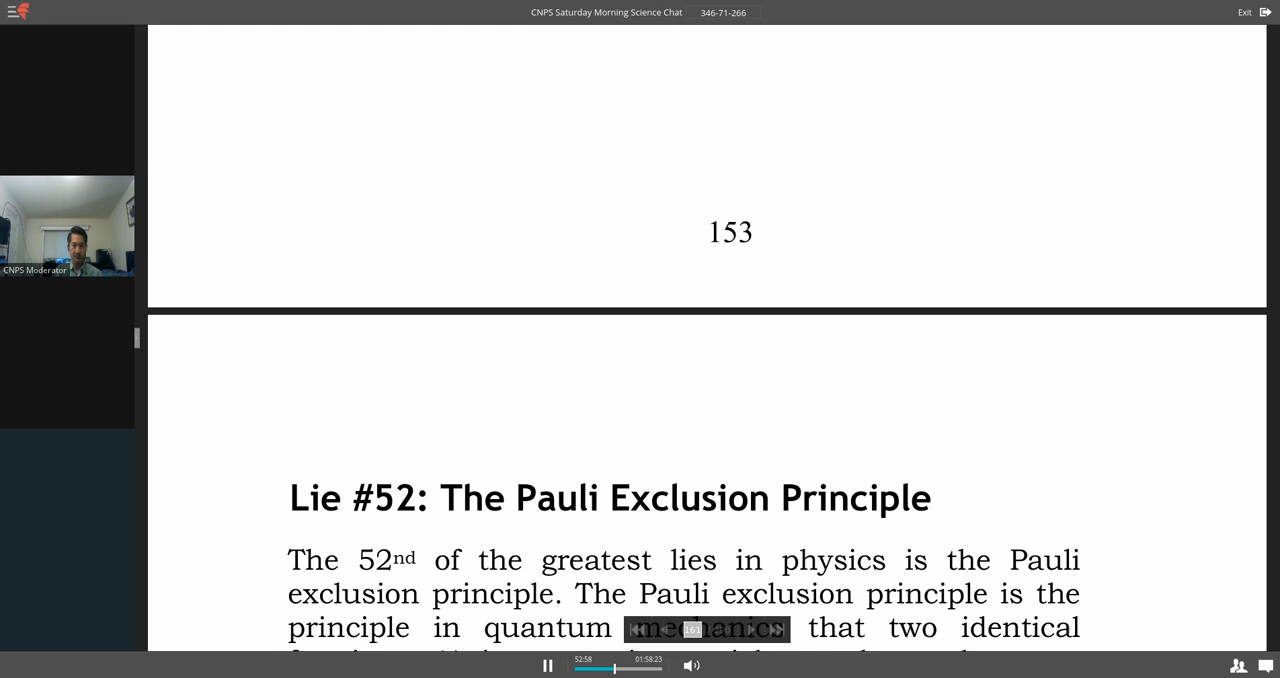 CNPS Saturday Morning Science Chat 346-71-266 Exit
153
CNPS Moderator
Lie #52: The Pauli Exclusion Principle
The 52nd of the greatest lies in physics is the Pauli
exclusion principle. The Pauli exclusion principle is the
principle in quantum mechanics that two identical
161
52:58 01:58:23